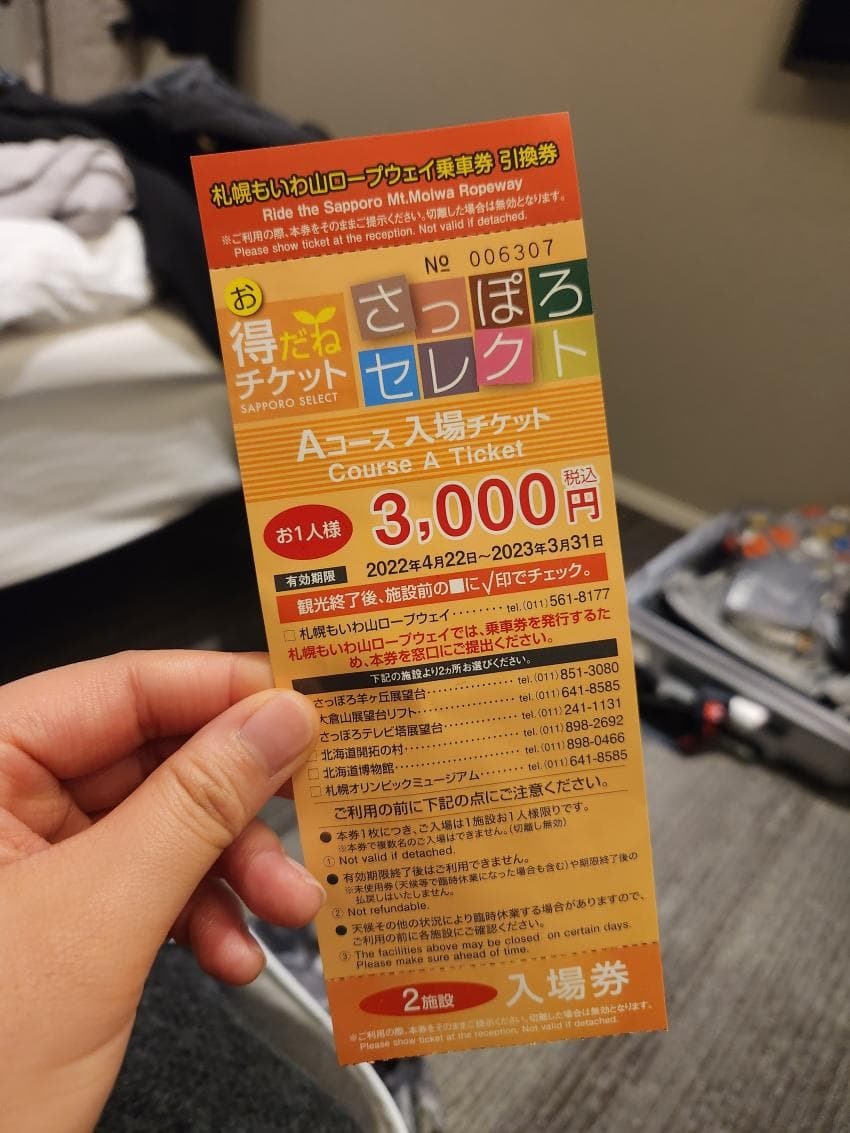 札幌もいわ山ロープウェイ乗車券 引換券
Ride the Sapporo Mt.Moiwa Ropeway
※ご利用の際、本券をそのままご提示ください。切離した場合は無効となります。
Please show ticket at the reception. Not valid if detached.
№ 006307
お
得だね
チケット
SAPPORO SELECT
さっぽろ
セレクト
Aコース 入場チケット
Course A Ticket
お1人様 3,000円 税込
有効期限 2022年4月22日～2023年3月31日
観光終了後、施設前の■に√印でチェック。
□ 札幌もいわ山ロープウェイ········ tel.(011)561-8177
札幌もいわ山ロープウェイでは、乗車券を発行するた
め、本券を窓口にご提出ください。
下記の施設より2ヵ所お選びください。
さっぽろ羊ヶ丘展望台·············· tel.(011)851-3080
大倉山展望台リフト················ tel.(011)641-8585
さっぽろテレビ塔展望台············ tel.(011)241-1131
□ 北海道開拓の村·················· tel.(011)898-2692
□ 北海道博物館···················· tel.(011)898-0466
□ 札幌オリンピックミュージアム······ tel.(011)641-8585
ご利用の前に下記の点にご注意ください。
● 本券1枚につき、ご入場は1施設お1人様限りです。
※本券で複数名のご入場はできません。(切離し無効)
① Not valid if detached.
● 有効期限終了後はご利用できません。
※未使用券(天候等で臨時休業になった場合も含む)や期限終了後の
払戻しはいたしません。
② Not refundable.
● 天候その他の状況により臨時休業する場合がありますので、
ご利用の前に各施設にご確認ください。
③ The facilities above may be closed on certain days.
Please make sure ahead of time.
2施設 入場券
※ご利用の際、本券をそのままご提示ください。切離した場合は無効となります。
Please show ticket at the reception. Not valid if detached.